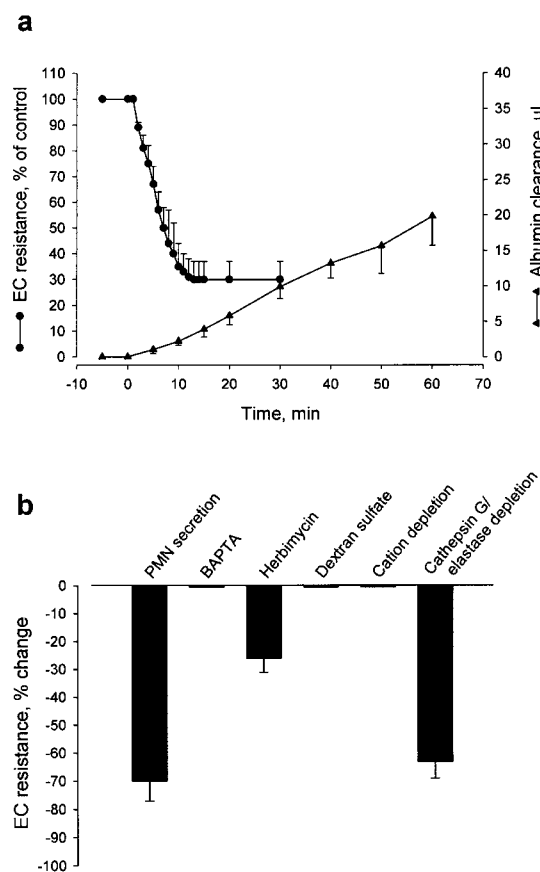 a
EC resistance, % of control
110
100
90
80
70
60
50
40
30
20
10
0
Albumin clearance, µl
40
35
30
25
20
15
10
5
0
-10 0 10 20 30 40 50 60 70
Time, min
b
PMN secretion
BAPTA
Herbimycin
Dextran sulfate
Cation depletion
Cathepsin G/
elastase depletion
EC resistance, % change
0
-10
-20
-30
-40
-50
-60
-70
-80
-90
-100